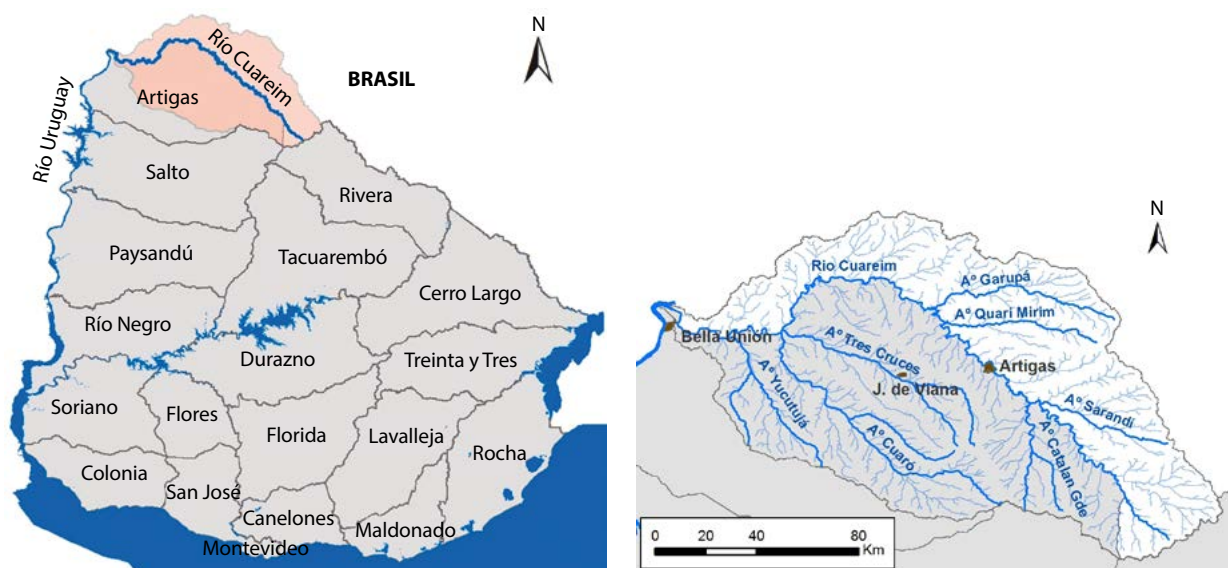 N
Río Cuareim
BRASIL
Río Uruguay
Artigas
Salto
Rivera
Paysandú
Tacuarembó
Cerro Largo
Río Negro
Durazno
Treinta y Tres
Soriano
Flores
Florida
Lavalleja
Rocha
Colonia
San José
Canelones
Maldonado
Montevideo
N
Rio Cuareim
Aº Garupá
Aº Quari Mirim
Bella Unión
Aº Tres Cruces
Artigas
J. de Viana
Aº Yucutujá
Aº Sarandí
Aº Cuaró
Aº Catalan Gde
0 20 40 80
Km